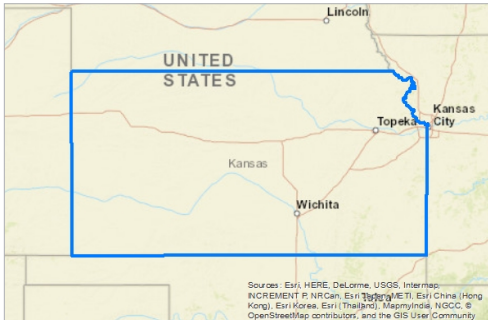 Lincoln
UNITED
STATES
Kansas
City
Topeka
Kansas
Wichita
Sources: Esri, HERE, DeLorme, USGS, Intermap,
INCREMENT P, NRCan, Esri METI, Esri China (Hong
Kong), Esri Korea, Esri (Thailand), MapmyIndia, NGCC, ©
OpenStreetMap contributors, and the GIS User Community